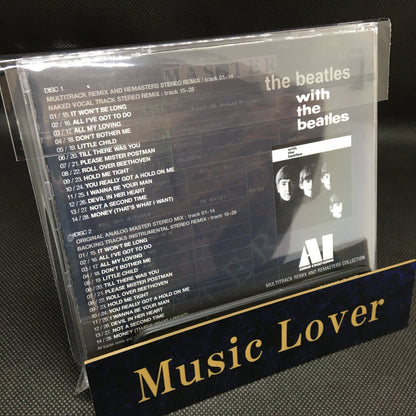 DISC 1
MULTITRACK REMIX AND REMASTERS STEREO REMIX : track 01-14
NAKED VOCAL TRACK STEREO REMIX : track 15-28
01 / 15. IT WON'T BE LONG
02 / 16. ALL I'VE GOT TO DO
03 / 17. ALL MY LOVING
04 / 18. DON'T BOTHER ME
05 / 19. LITTLE CHILD
06 / 20. TILL THERE WAS YOU
07 / 21. PLEASE MISTER POSTMAN
08 / 22. ROLL OVER BEETHOVEN
09 / 23. HOLD ME TIGHT
10 / 24. YOU REALLY GOT A HOLD ON ME
11 / 25. I WANNA BE YOUR MAN
12 / 26. DEVIL IN HER HEART
13 / 27. NOT A SECOND TIME
14 / 28. MONEY (THAT'S WHAT I WANT)
DISC 2
ORIGINAL ANALOG MASTER STEREO MIX : track 01-14
BACKING TRACKS INSTRUMENTAL STEREO REMIX : track 15-28
01 / 15. IT WON'T BE LONG
02 / 16. ALL I'VE GOT TO DO
03 / 17. ALL MY LOVING
04 / 18. DON'T BOTHER ME
05 / 19. LITTLE CHILD
06 / 20. TILL THERE WAS YOU
07 / 21. PLEASE MISTER POSTMAN
08 / 22. ROLL OVER BEETHOVEN
09 / 23. HOLD ME TIGHT
10 / 24. YOU REALLY GOT A HOLD ON ME
11 / 25. I WANNA BE YOUR MAN
12 / 26. DEVIL IN HER HEART
13 / 27. NOT A SECOND TIME
14 / 28. MONEY
All tracks
the beatles
with
the
beatles
with
the beatles
AI
MULTITRACK REMIX AND REMASTERS COLLECTION
Music Lover